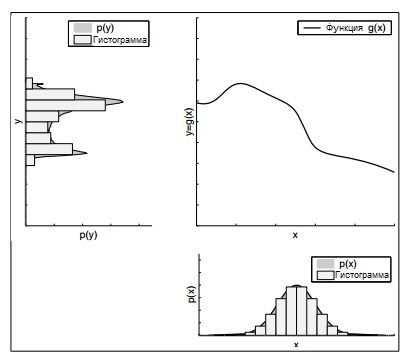 p(y)
Гистограмма
y
p(y)
Функция g(x)
y=g(x)
x
p(x)
Гистограмма
p(x)
x